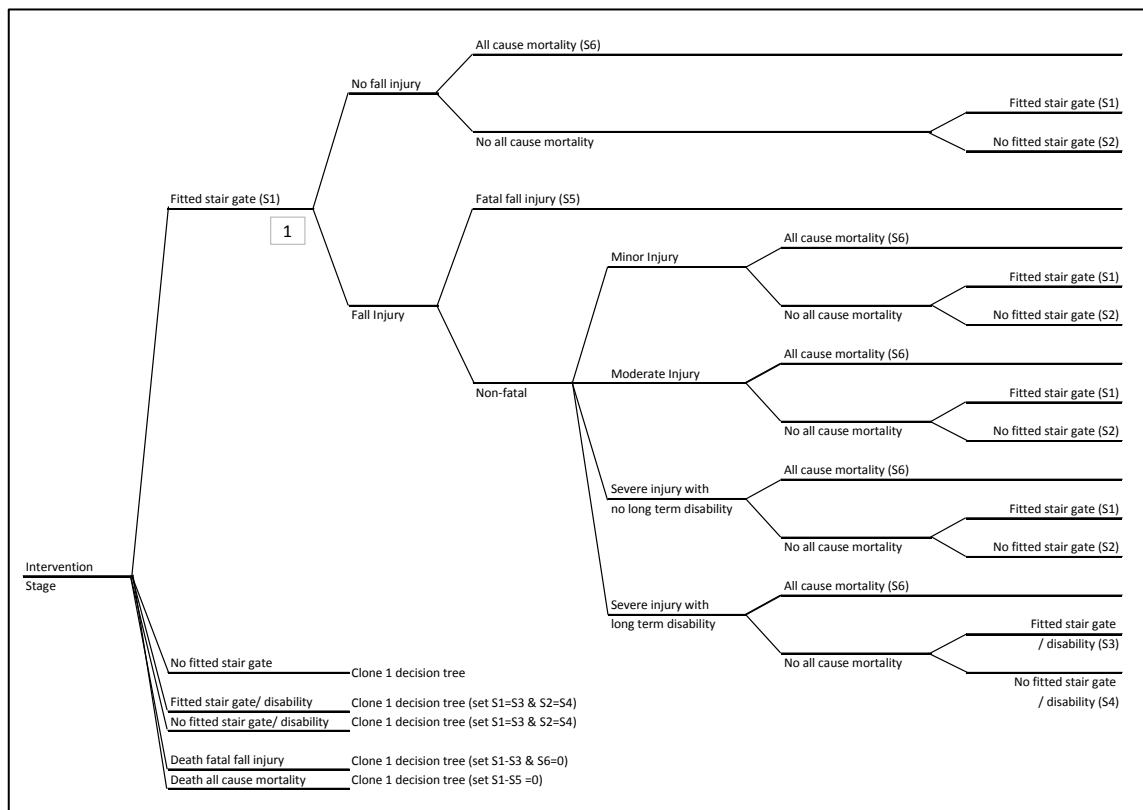 All cause mortality (S6)
No fall injury
Fitted stair gate (S1)
No all cause mortality
No fitted stair gate (S2)
Fitted stair gate (S1)
1
Fatal fall injury (S5)
All cause mortality (S6)
Minor Injury
Fitted stair gate (S1)
Fall Injury
No all cause mortality
No fitted stair gate (S2)
All cause mortality (S6)
Moderate Injury
Non-fatal
Fitted stair gate (S1)
No all cause mortality
No fitted stair gate (S2)
All cause mortality (S6)
Severe injury with
no long term disability
Fitted stair gate (S1)
No all cause mortality
No fitted stair gate (S2)
Intervention
Stage
All cause mortality (S6)
Severe injury with
long term disability
Fitted stair gate
/ disability (S3)
No all cause mortality
No fitted stair gate
/ disability (S4)
No fitted stair gate
Clone 1 decision tree
Fitted stair gate/ disability
Clone 1 decision tree (set S1=S3 & S2=S4)
No fitted stair gate/ disability
Clone 1 decision tree (set S1=S3 & S2=S4)
Death fatal fall injury
Clone 1 decision tree (set S1-S3 & S6=0)
Death all cause mortality
Clone 1 decision tree (set S1-S5 =0)